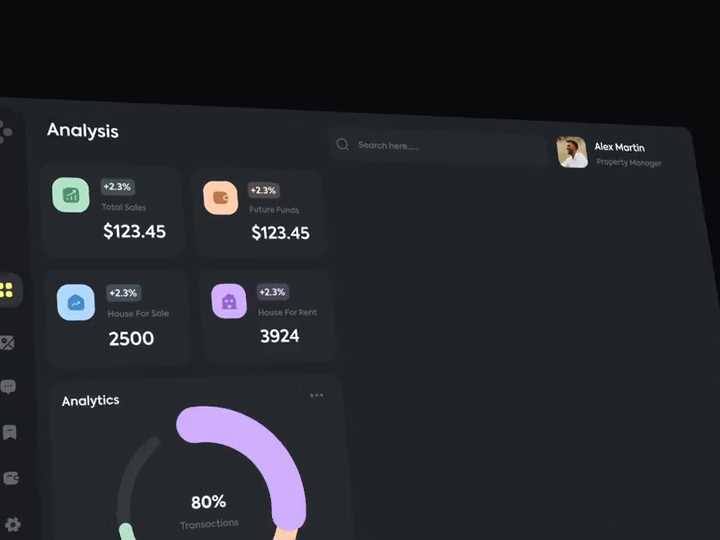 Analysis
Search here.....
Alex Martin
Property Manager
+2.3%
Total Sales
$123.45
+2.3%
Future Funds
$123.45
+2.3%
House For Sale
2500
+2.3%
House For Rent
3924
Analytics
80%
Transactions